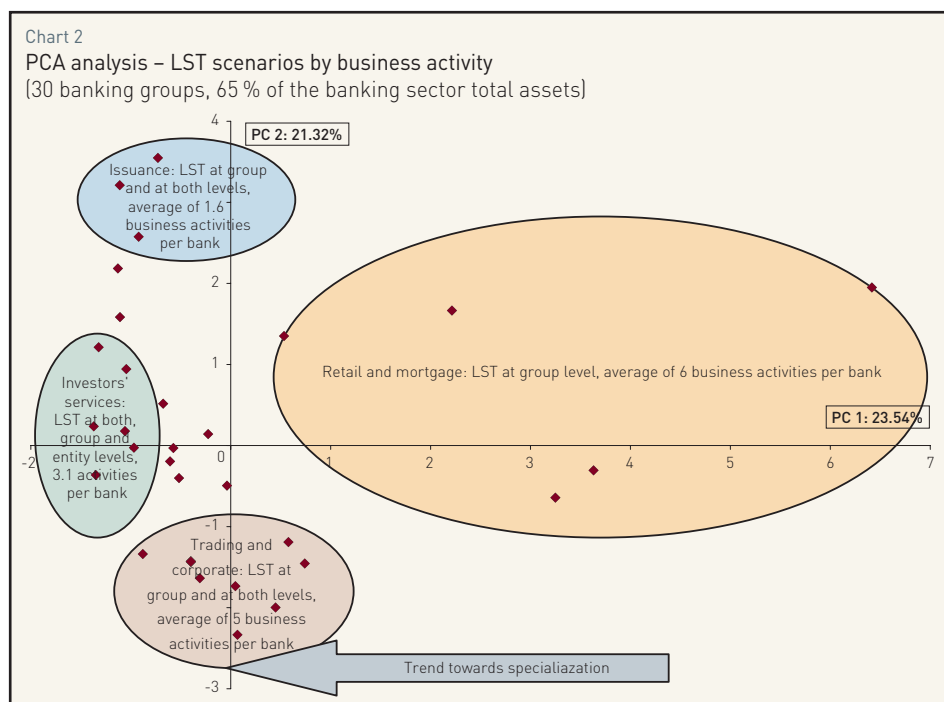 Chart 2
PCA analysis – LST scenarios by business activity
(30 banking groups, 65 % of the banking sector total assets)
4
PC 2: 21.32%
Issuance: LST at group
and at both levels,
average of 1.6
business activities
per bank
2
1
Retail and mortgage: LST at group level, average of 6 business activities per bank
Investors'
services:
LST at both,
group and
entity levels,
3.1 activities
per bank
PC 1: 23.54%
-2
0
1
2
3
4
5
6
7
-1
Trading and
corporate: LST at
group and at both levels,
average of 5 business
activities per bank
Trend towards specialiazation
-3